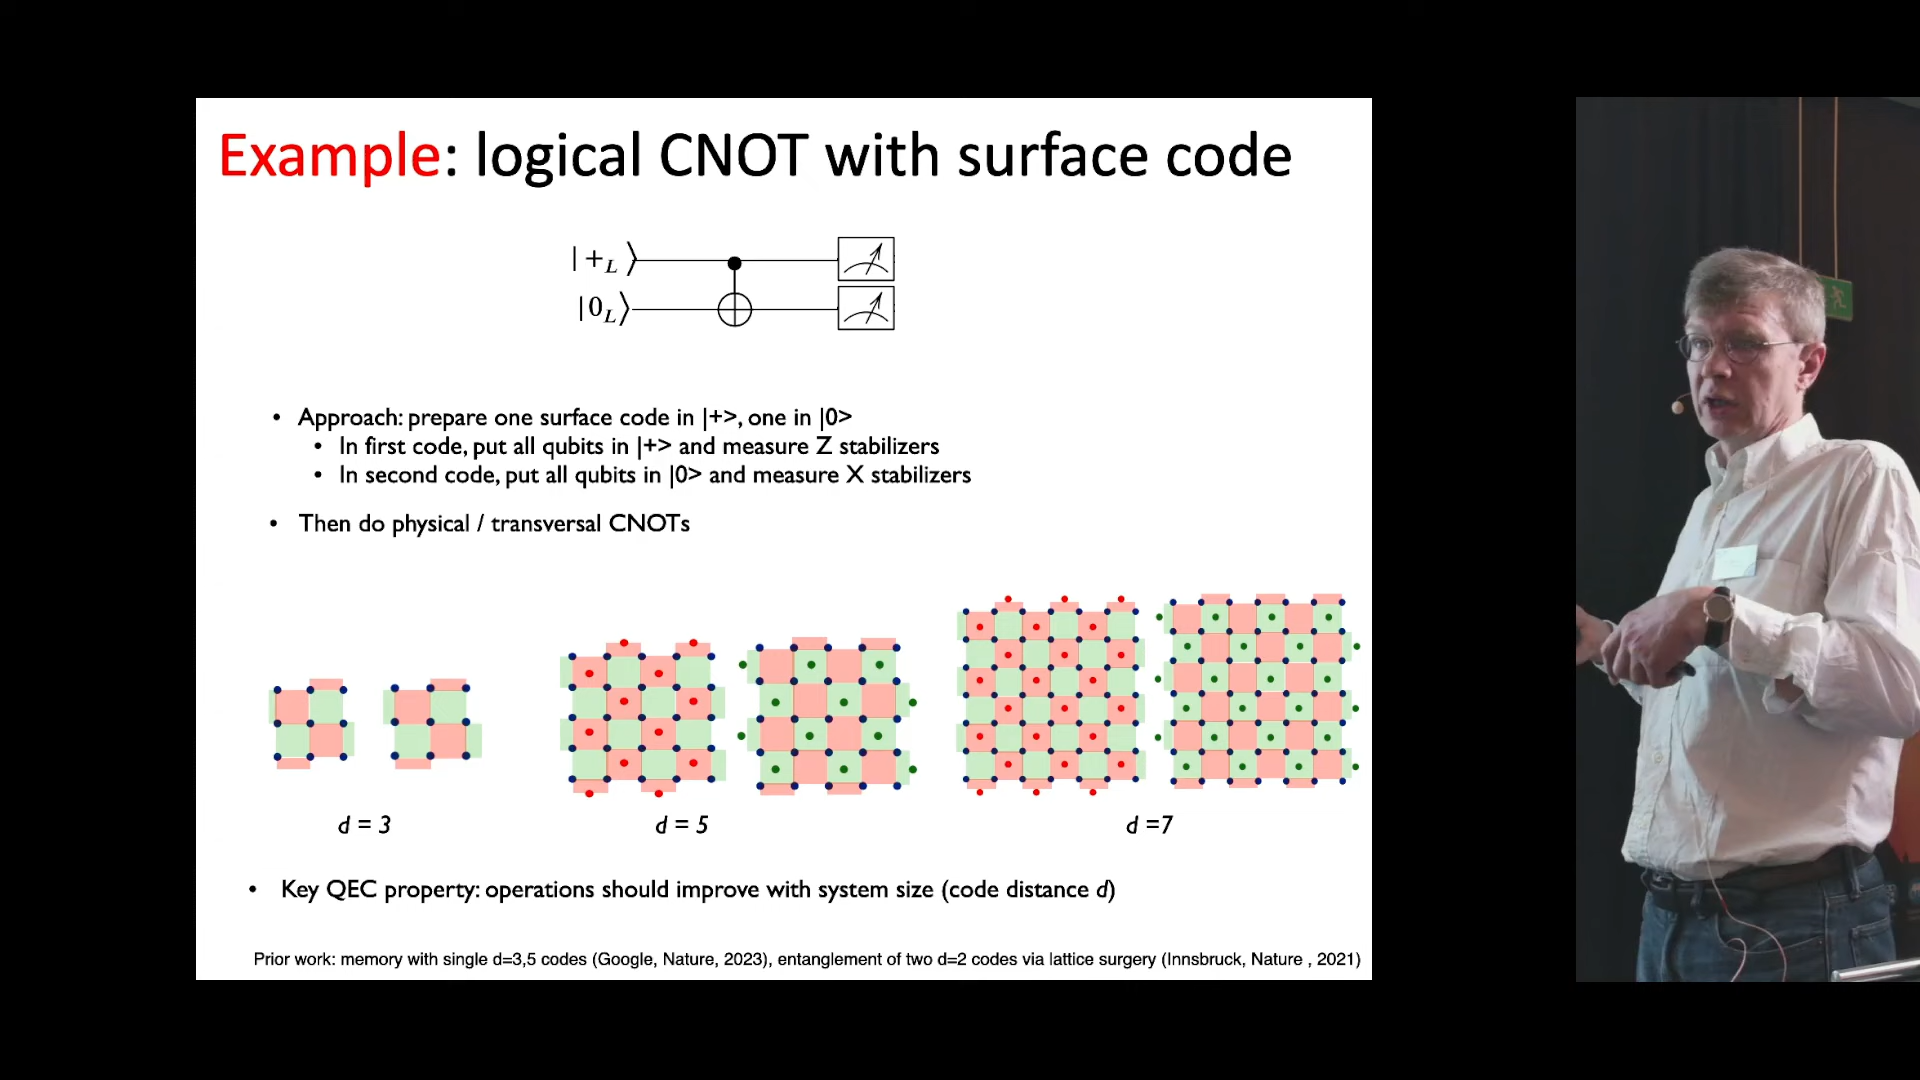 Example: logical CNOT with surface code
|+L⟩
|0L⟩
• Approach: prepare one surface code in |+>, one in |0>
• In first code, put all qubits in |+> and measure Z stabilizers
• In second code, put all qubits in |0> and measure X stabilizers
• Then do physical / transversal CNOTs
d = 3 d = 5 d =7
• Key QEC property: operations should improve with system size (code distance d)
Prior work: memory with single d=3,5 codes (Google, Nature, 2023), entanglement of two d=2 codes via lattice surgery (Innsbruck, Nature , 2021)